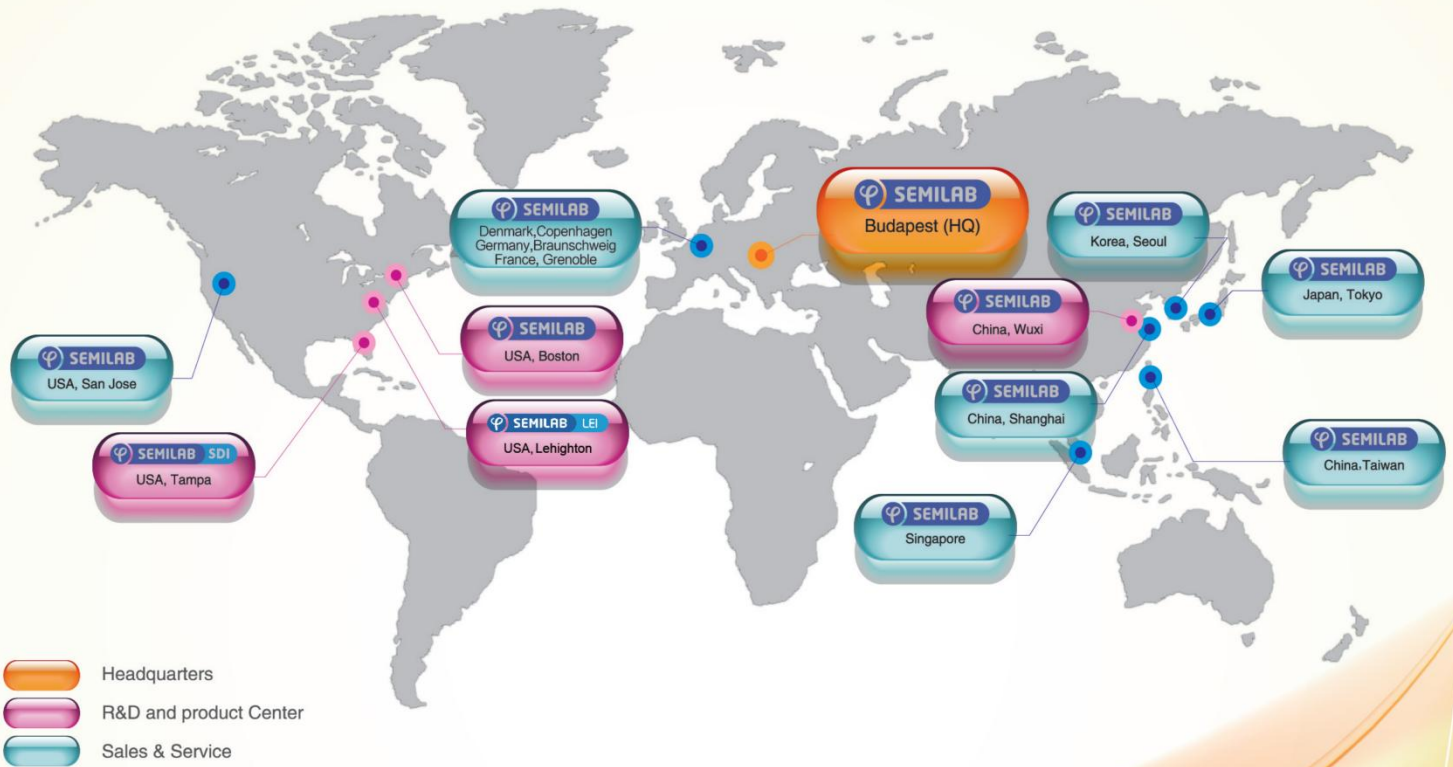 SEMILAB
Denmark,Copenhagen
Germany,Braunschweig
France, Grenoble
SEMILAB
Budapest (HQ)
SEMILAB
Korea, Seoul
SEMILAB
Japan, Tokyo
SEMILAB
China, Wuxi
SEMILAB
USA, Boston
SEMILAB
USA, San Jose
SEMILAB
China, Shanghai
SEMILAB LEI
USA, Lehighton
SEMILAB SDI
USA, Tampa
SEMILAB
China,Taiwan
SEMILAB
Singapore
Headquarters
R&D and product Center
Sales & Service